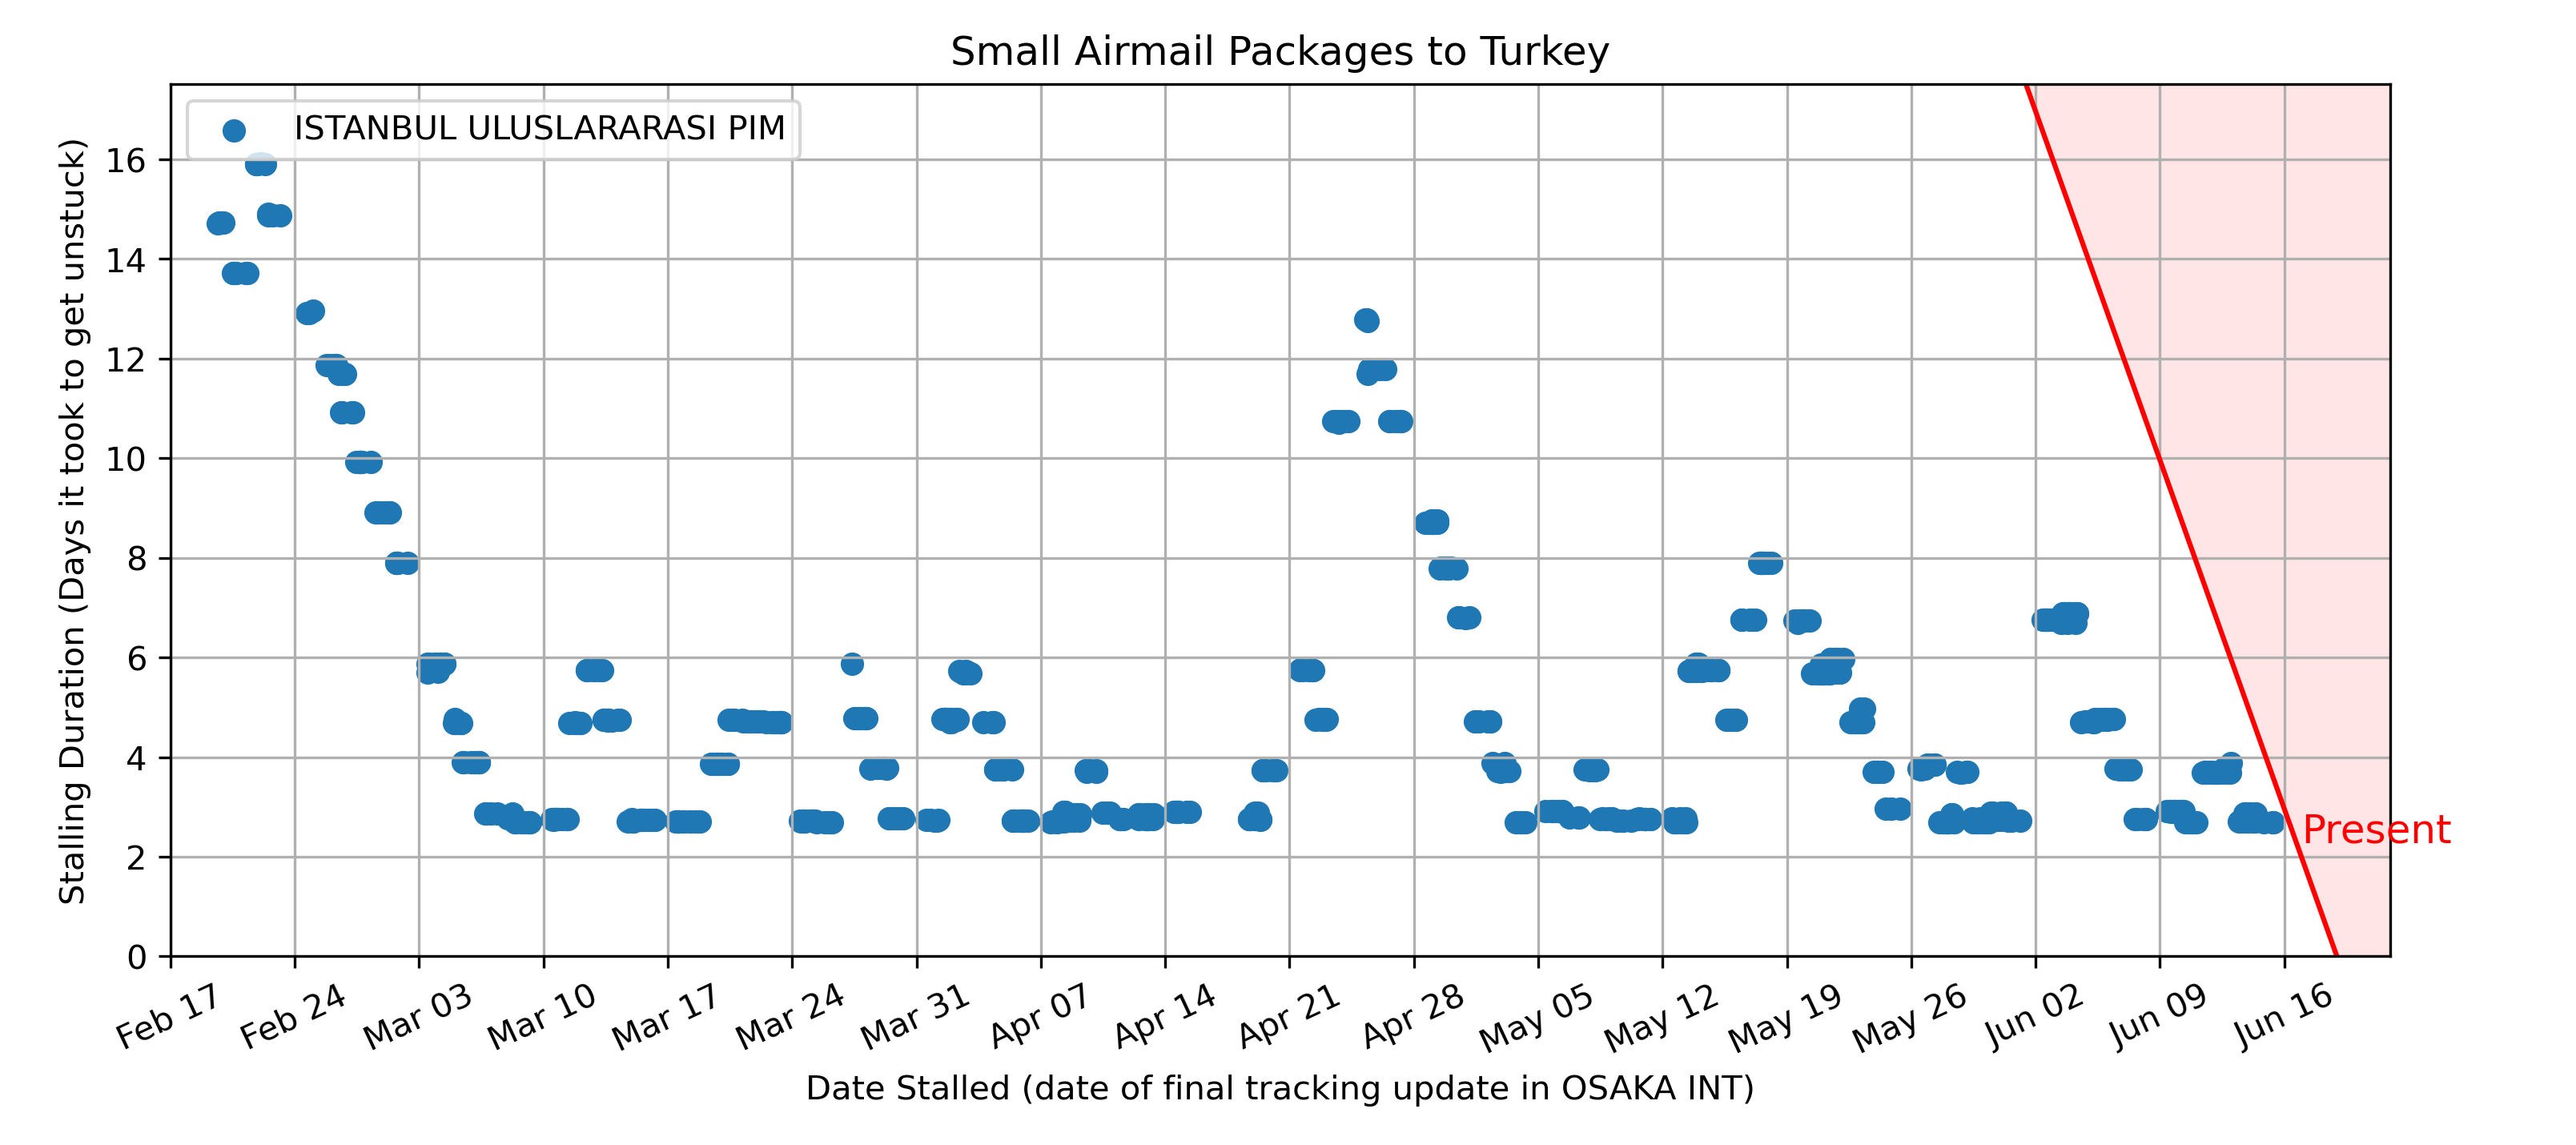 Small Airmail Packages to Turkey
ISTANBUL ULUSLARARASI PIM
Stalling Duration (Days it took to get unstuck)
16
14
12
10
8
6
4
2
0
Present
Feb 17
Feb 24
Mar 03
Mar 10
Mar 17
Mar 24
Mar 31
Apr 07
Apr 14
Apr 21
Apr 28
May 05
May 12
May 19
May 26
Jun 02
Jun 09
Jun 16
Date Stalled (date of final tracking update in OSAKA INT)